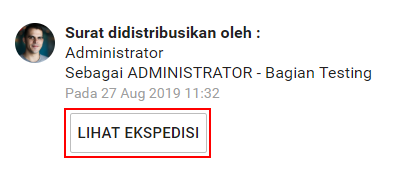 Surat didistribusikan oleh :
Administrator
Sebagai ADMINISTRATOR - Bagian Testing
Pada 27 Aug 2019 11:32
LIHAT EKSPEDISI